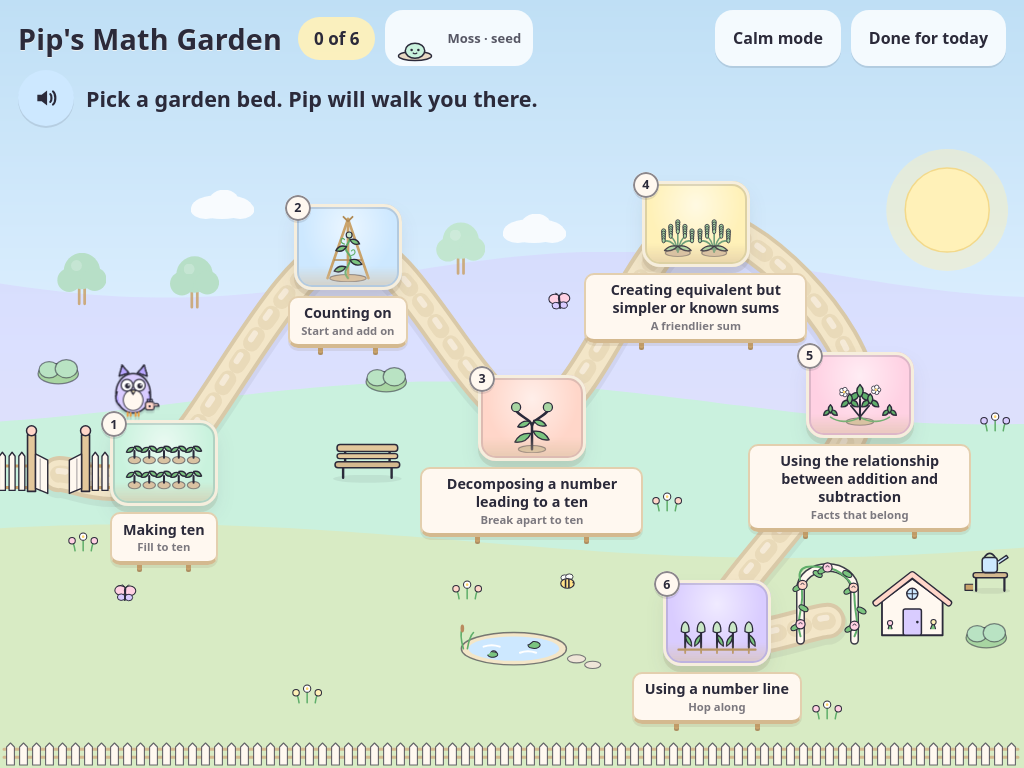 Pip's Math Garden
0 of 6
Moss · seed
Calm mode
Done for today
Pick a garden bed. Pip will walk you there.
1
Making ten
Fill to ten
2
Counting on
Start and add on
3
Decomposing a number
leading to a ten
Break apart to ten
4
Creating equivalent but
simpler or known sums
A friendlier sum
5
Using the relationship
between addition and
subtraction
Facts that belong
6
Using a number line
Hop along